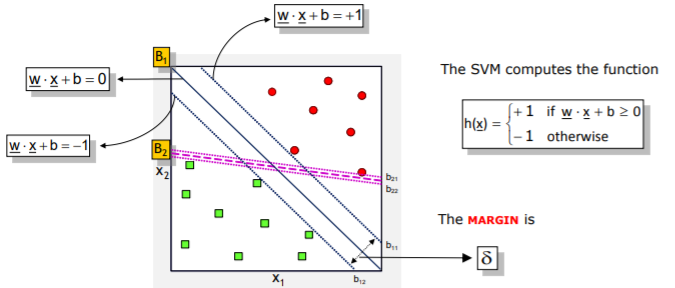 w · x + b = +1
B₁
w · x + b = 0
The SVM computes the function
h(x) = { +1 if w · x + b ≥ 0
−1 otherwise
w · x + b = −1
B₂
x₂
b₂₁
b₂₂
The MARGIN is
b₁₁
δ
x₁
b₁₂